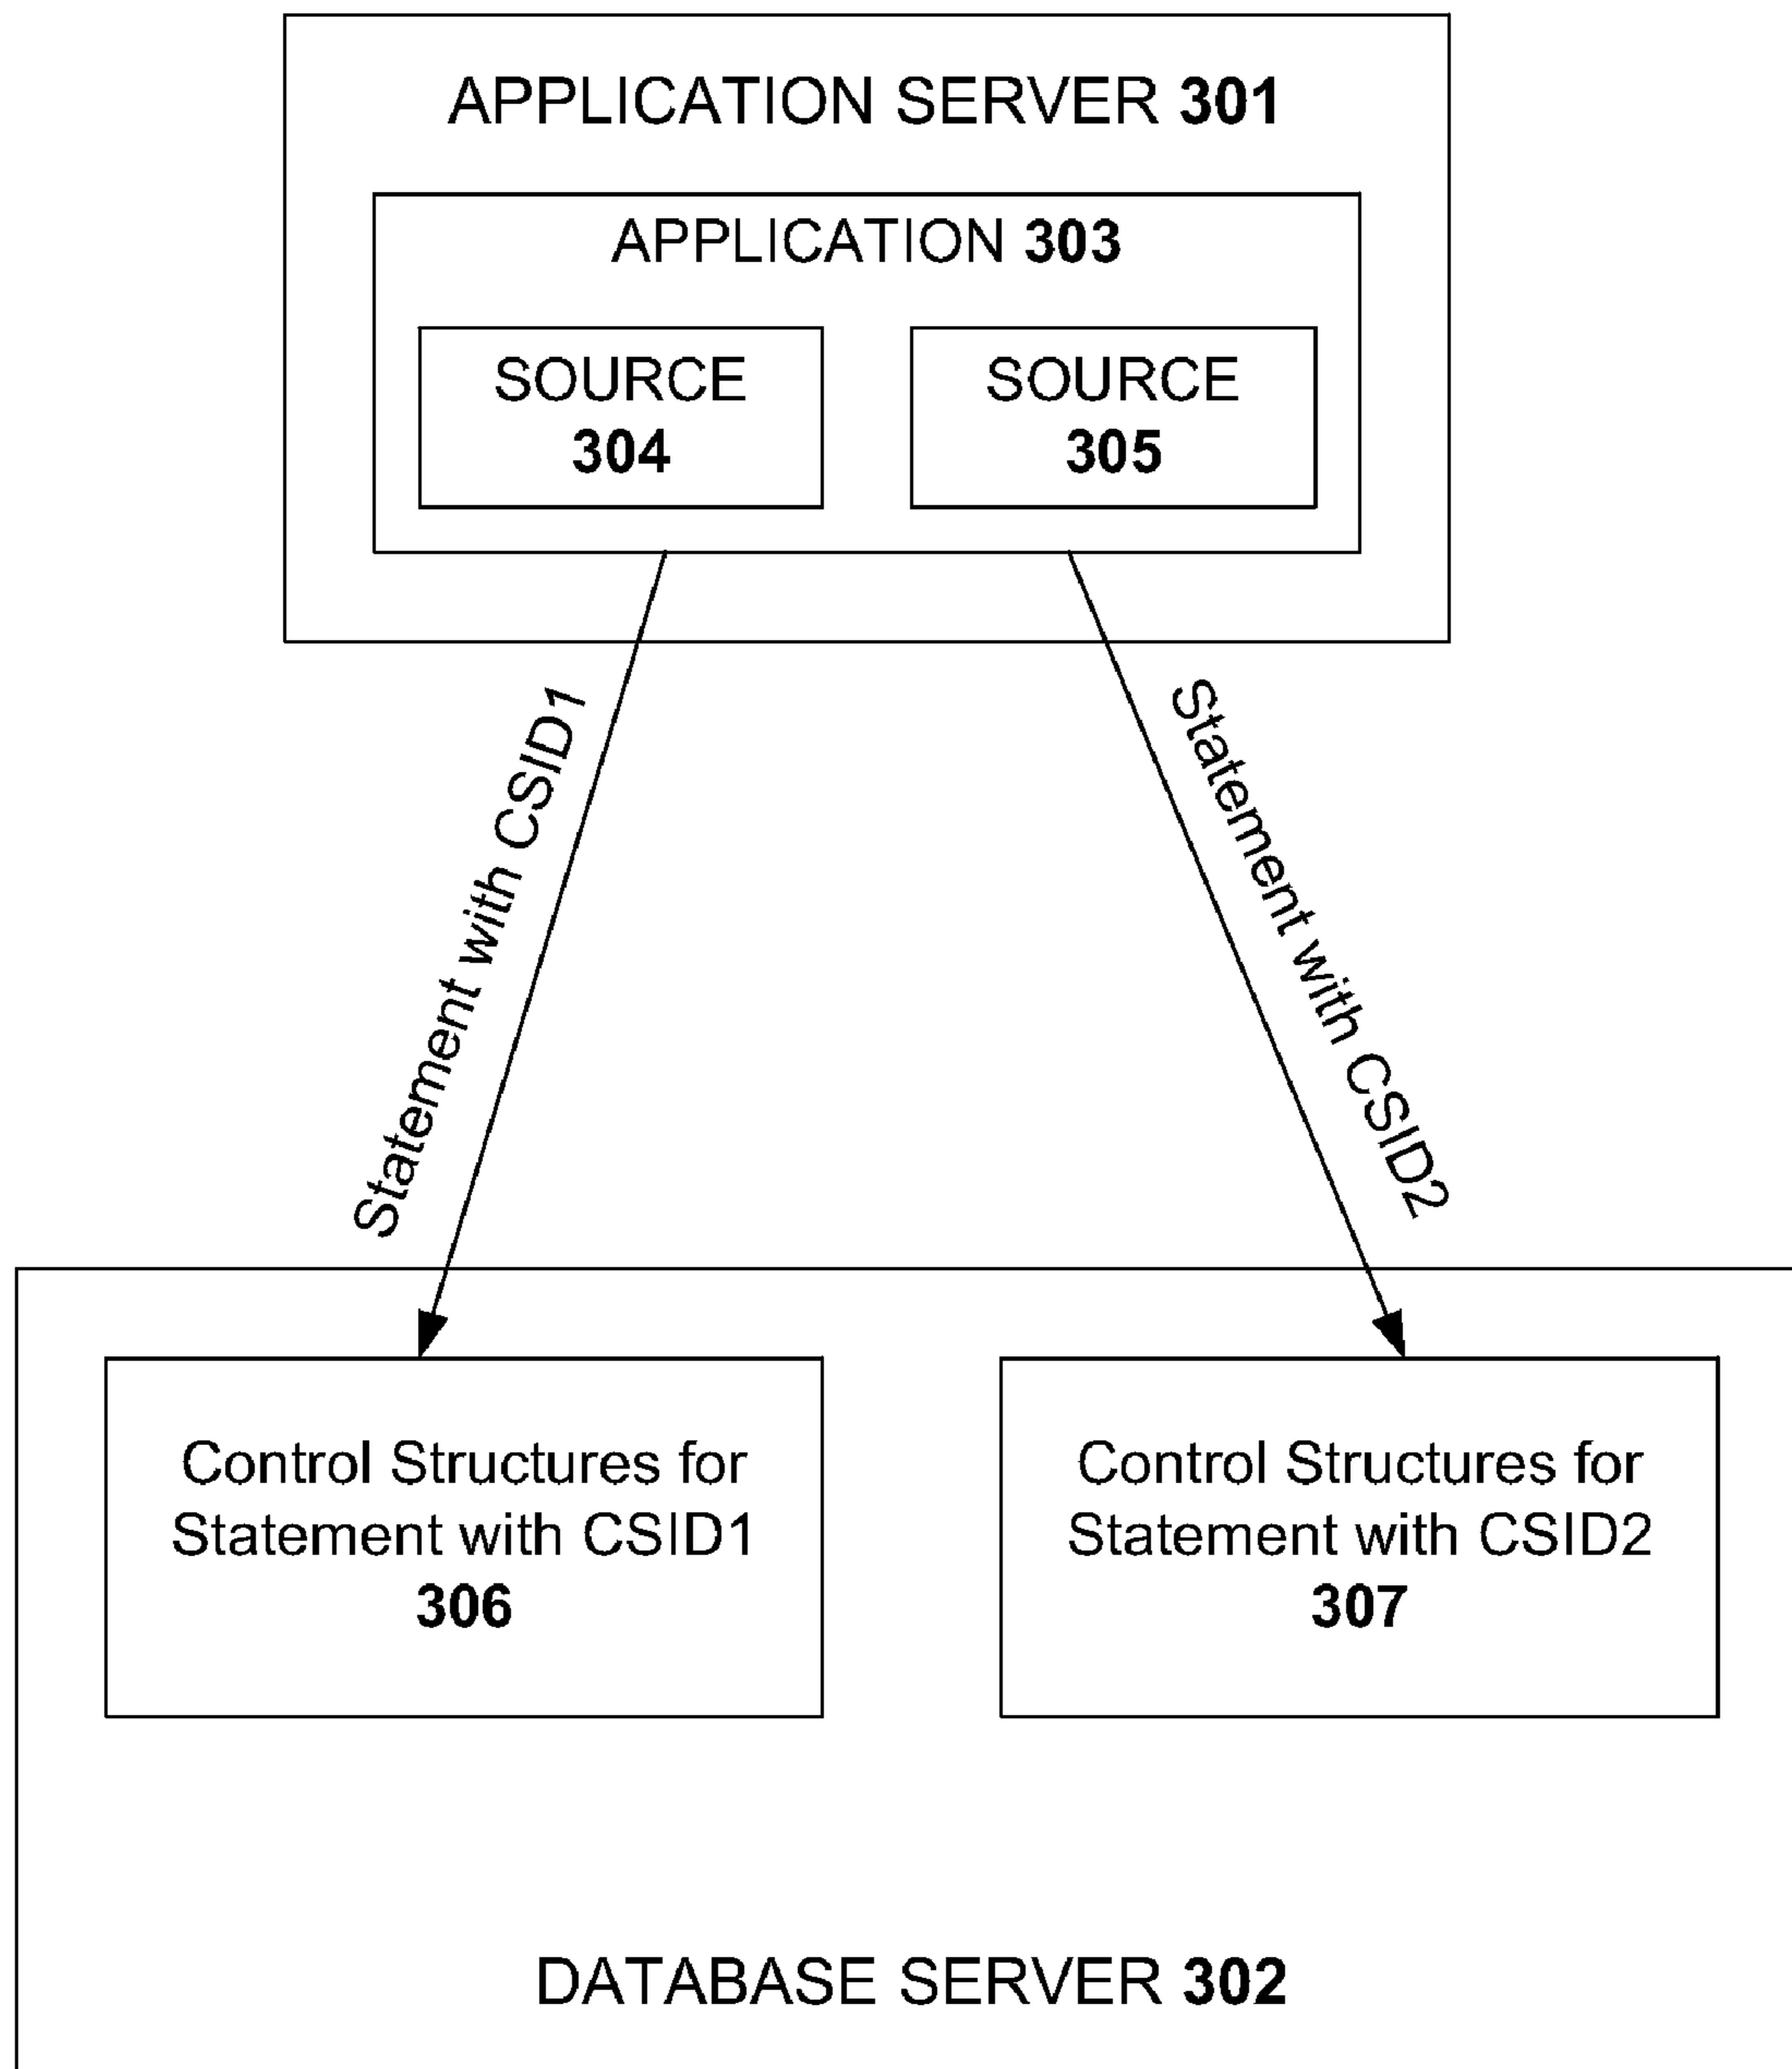 APPLICATION SERVER 301
APPLICATION 303
SOURCE
304
SOURCE
305
Statement with CSID1
Statement with CSID2
Control Structures for
Statement with CSID1
306
Control Structures for
Statement with CSID2
307
DATABASE SERVER 302